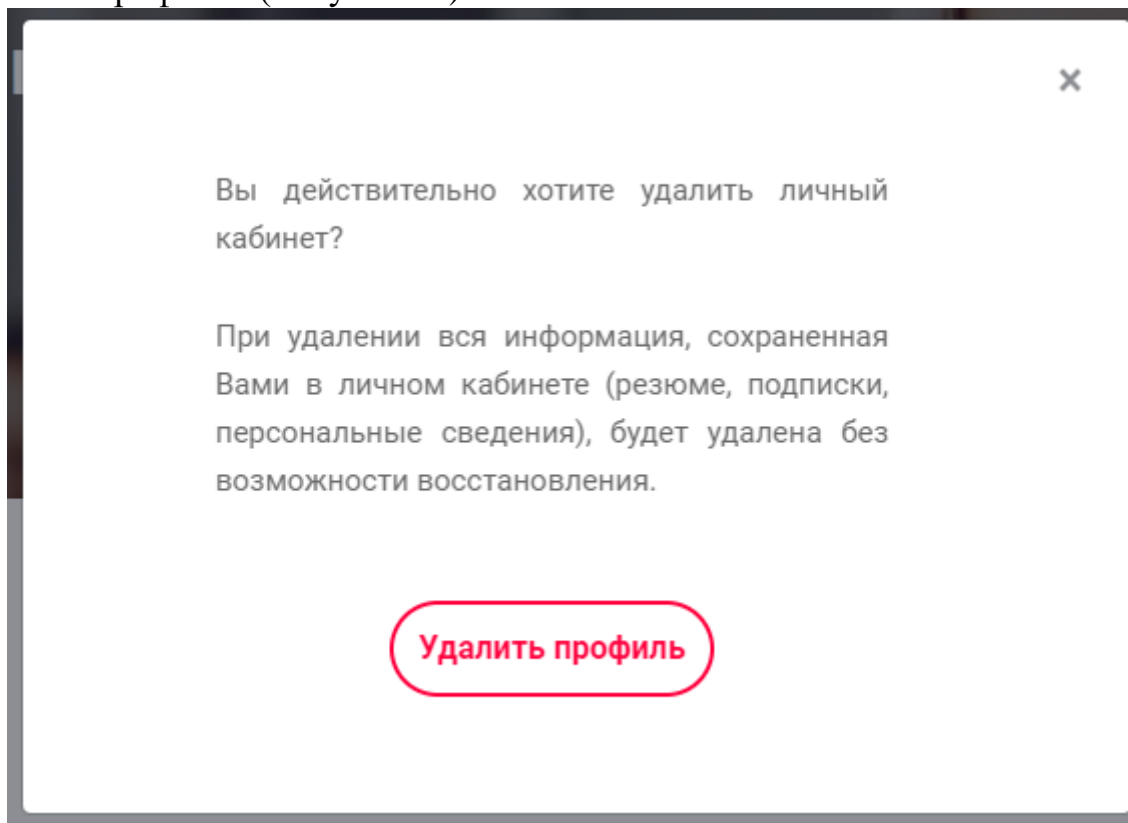 Вы действительно хотите удалить личный
кабинет?
При удалении вся информация, сохраненная
Вами в личном кабинете (резюме, подписки,
персональные сведения), будет удалена без
возможности восстановления.
Удалить профиль